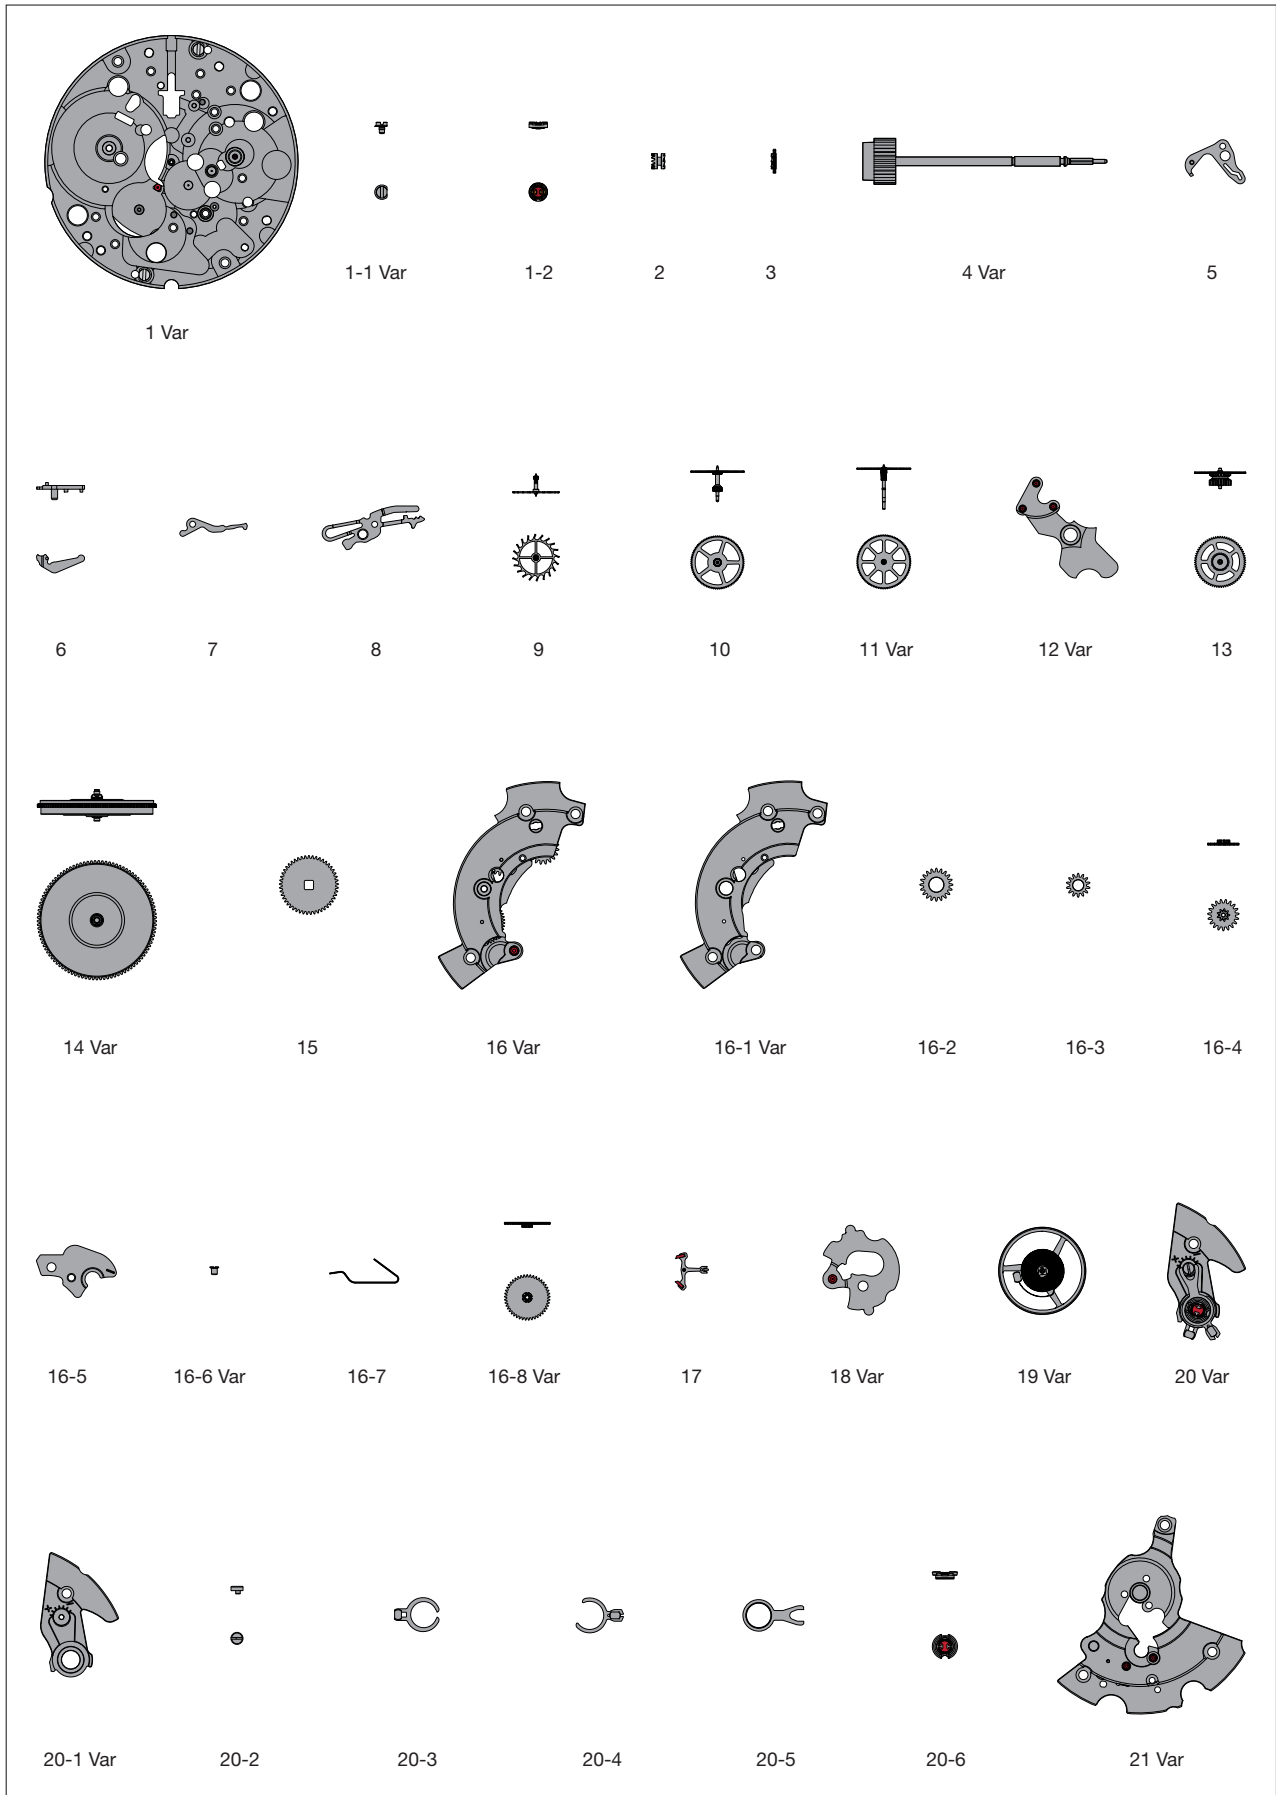 1-1 Var 1-2 2 3 4 Var 5
1 Var
6 7 8 9 10 11 Var 12 Var 13
14 Var 15 16 Var 16-1 Var 16-2 16-3 16-4
16-5 16-6 Var 16-7 16-8 Var 17 18 Var 19 Var 20 Var
20-1 Var 20-2 20-3 20-4 20-5 20-6 21 Var